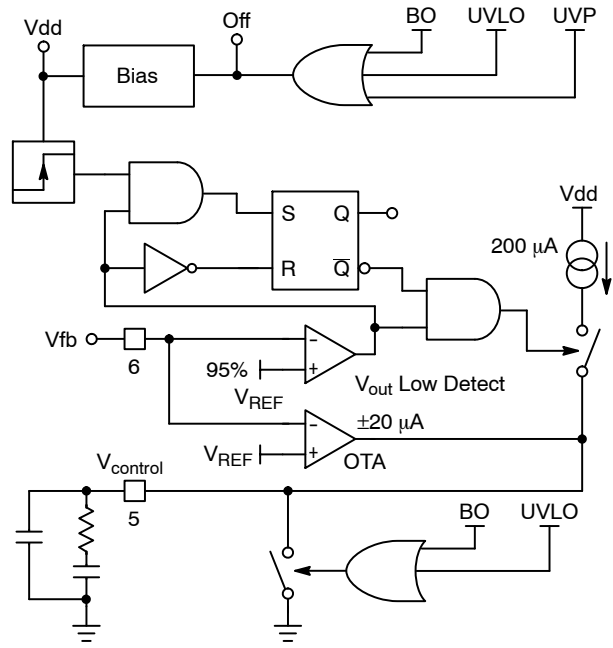 Vdd
Off
BO
UVLO
UVP
Bias
S
Q
R
Q̅
Vdd
200 μA
Vfb
6
95%
VREF
-
+
Vout Low Detect
-
+
±20 μA
VREF
OTA
Vcontrol
5
BO
UVLO